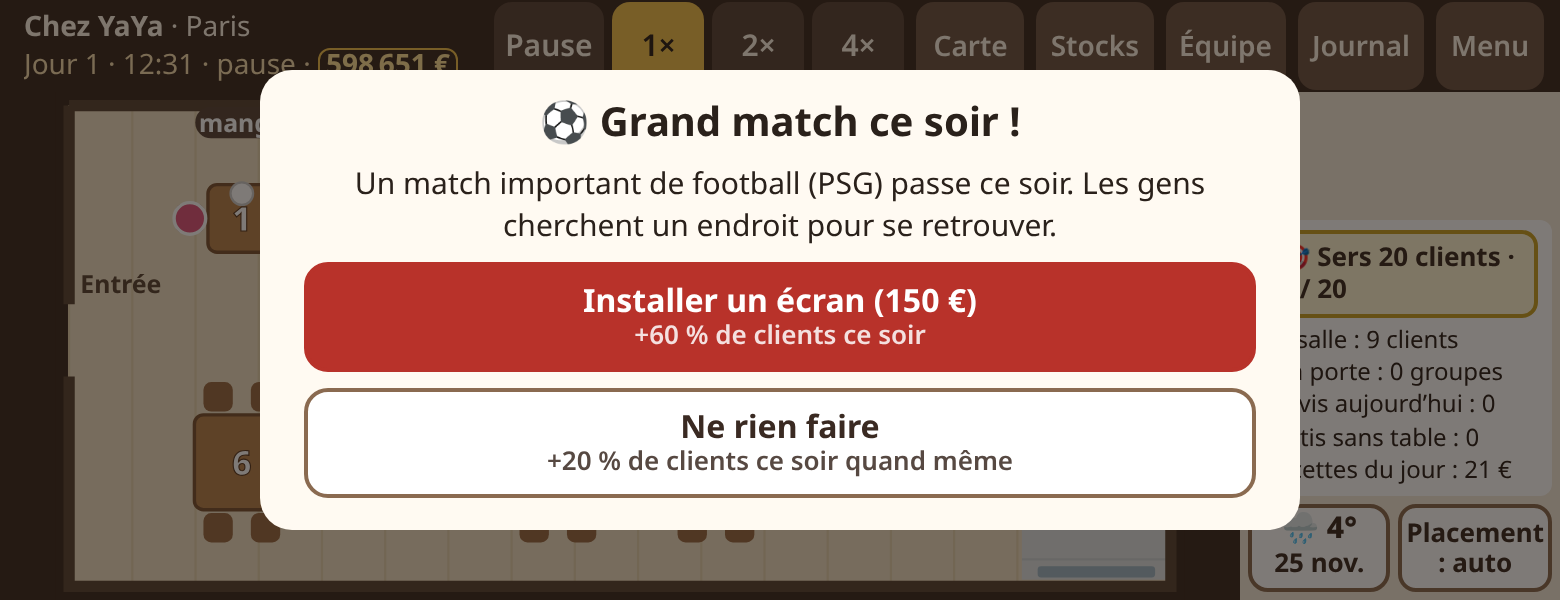 Chez YaYa · Paris
Jour 1 · 12:31 · pause · 598 651 €
Pause
1×
2×
4×
Carte
Stocks
Équipe
Journal
Menu
⚽ Grand match ce soir !
Un match important de football (PSG) passe ce soir. Les gens
cherchent un endroit pour se retrouver.
Installer un écran (150 €)
+60 % de clients ce soir
Ne rien faire
+20 % de clients ce soir quand même
1
Entrée
6
Sers 20 clients ·
/ 20
salle : 9 clients
porte : 0 groupes
aujourd’hui : 0
sans table : 0
du jour : 21 €
4°
25 nov.
Placement
: auto